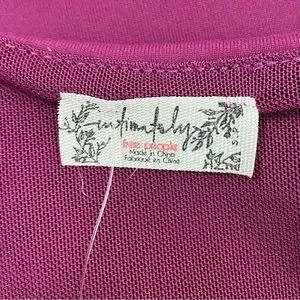 intimately
free people
Made in China
Fabriqué en Chine